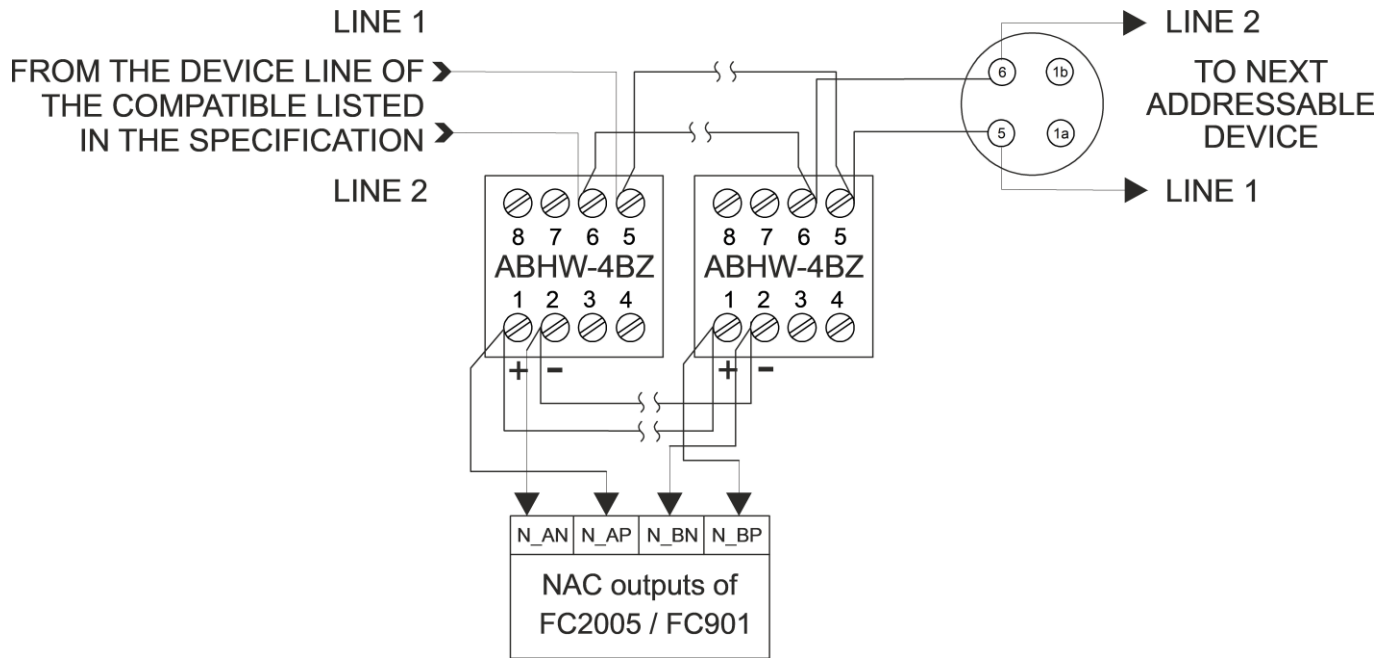 LINE 1
FROM THE DEVICE LINE OF
THE COMPATIBLE LISTED
IN THE SPECIFICATION
LINE 2
8 7 6 5
ABHW-4BZ
1 2 3 4
+ -
8 7 6 5
ABHW-4BZ
1 2 3 4
+ -
6 1b
5 1a
LINE 2
TO NEXT
ADDRESSABLE
DEVICE
LINE 1
N_AN N_AP N_BN N_BP
NAC outputs of
FC2005 / FC901